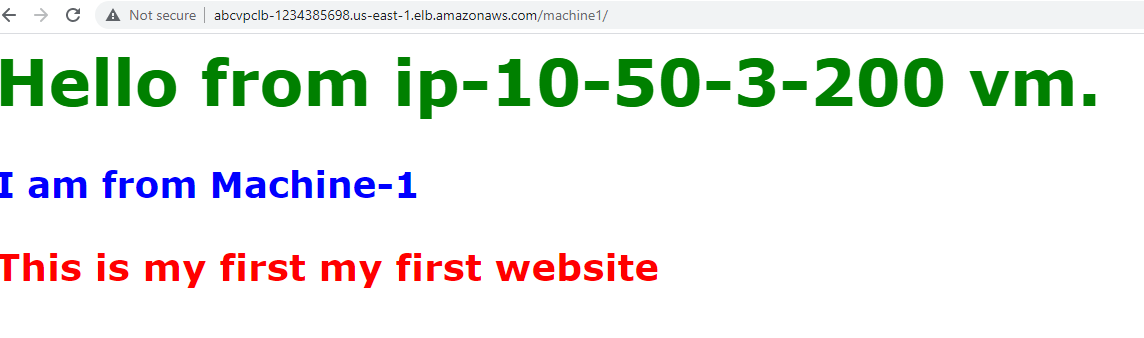 Not secure abcvpclb-1234385698.us-east-1.elb.amazonaws.com/machine1/
Hello from ip-10-50-3-200 vm.
I am from Machine-1
This is my first my first website